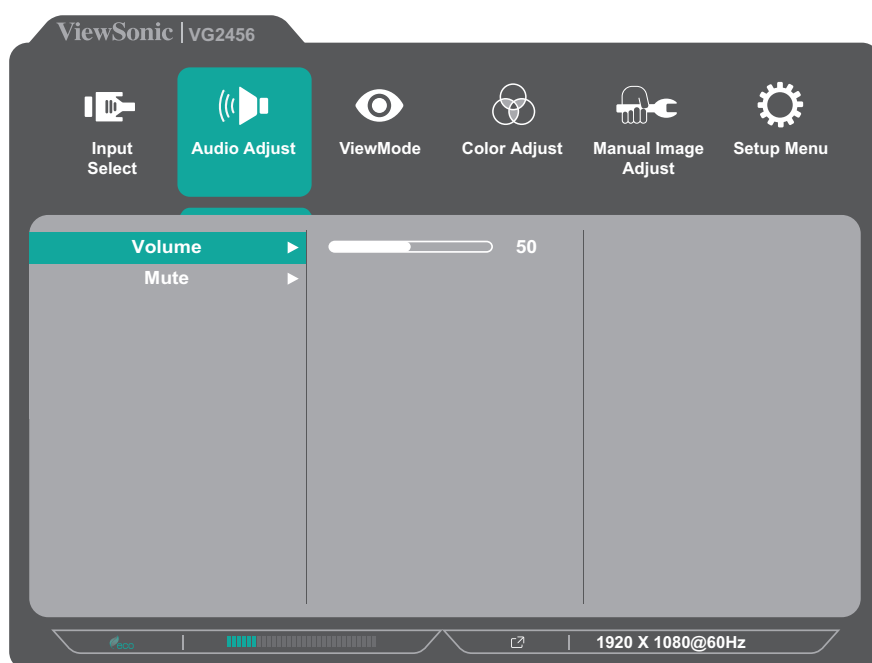 ViewSonic | VG2456
Input Select
Audio Adjust
ViewMode
Color Adjust
Manual Image Adjust
Setup Menu
Volume 50
Mute
eco
1920 X 1080@60Hz